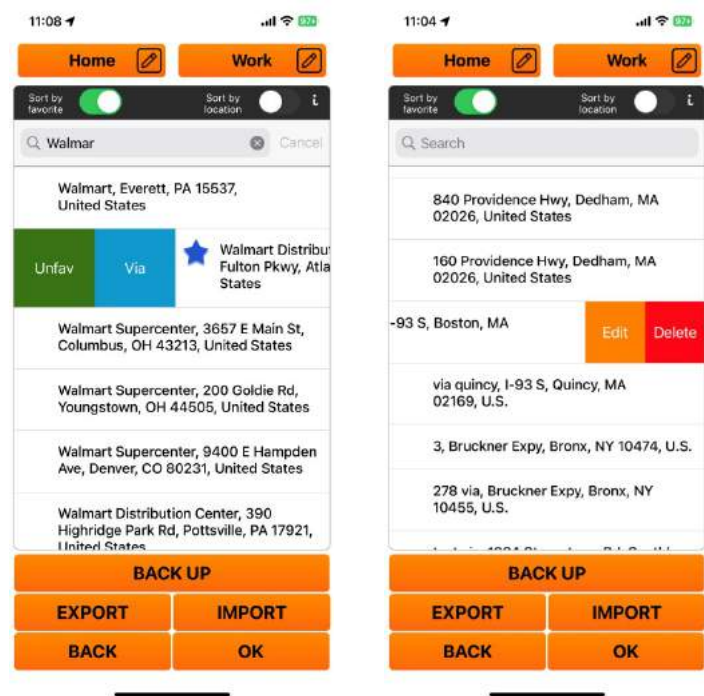 11:08
97
Home
Work
Sort by
favorite
Sort by
location
i
Walmar
Cancel
Walmart, Everett, PA 15537,
United States
Unfav
Via
Walmart Distribu
Fulton Pkwy, Atla
States
Walmart Supercenter, 3657 E Main St,
Columbus, OH 43213, United States
Walmart Supercenter, 200 Goldie Rd,
Youngstown, OH 44505, United States
Walmart Supercenter, 9400 E Hampden
Ave, Denver, CO 80231, United States
Walmart Distribution Center, 390
Highridge Park Rd, Pottsville, PA 17921,
United States
BACK UP
EXPORT
IMPORT
BACK
OK
11:04
97
Home
Work
Sort by
favorite
Sort by
location
i
Search
840 Providence Hwy, Dedham, MA
02026, United States
160 Providence Hwy, Dedham, MA
02026, United States
-93 S, Boston, MA
Edit
Delete
via quincy, I-93 S, Quincy, MA
02169, U.S.
3, Bruckner Expy, Bronx, NY 10474, U.S.
278 via, Bruckner Expy, Bronx, NY
10455, U.S.
BACK UP
EXPORT
IMPORT
BACK
OK